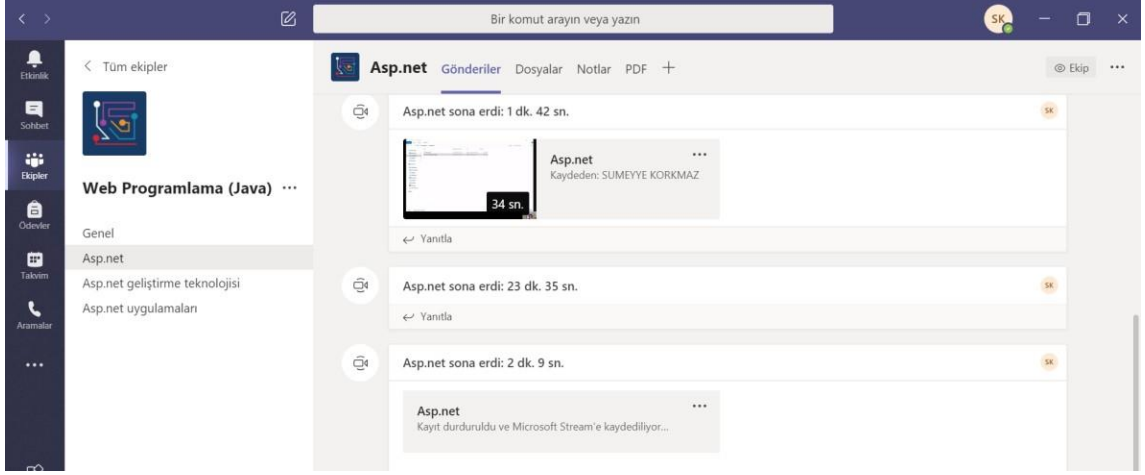 Bir komut arayın veya yazın
SK
Etkinlik
Sohbet
Ekipler
Ödevler
Takvim
Aramalar
Tüm ekipler
Web Programlama (Java)
Genel
Asp.net
Asp.net geliştirme teknolojisi
Asp.net uygulamaları
Asp.net Gönderiler Dosyalar Notlar PDF
Ekip
Asp.net sona erdi: 1 dk. 42 sn.
SK
34 sn.
Asp.net
Kaydeden: SUMEYYE KORKMAZ
Yanıtla
Asp.net sona erdi: 23 dk. 35 sn.
SK
Yanıtla
Asp.net sona erdi: 2 dk. 9 sn.
SK
Asp.net
Kayıt durduruldu ve Microsoft Stream'e kaydediliyor...